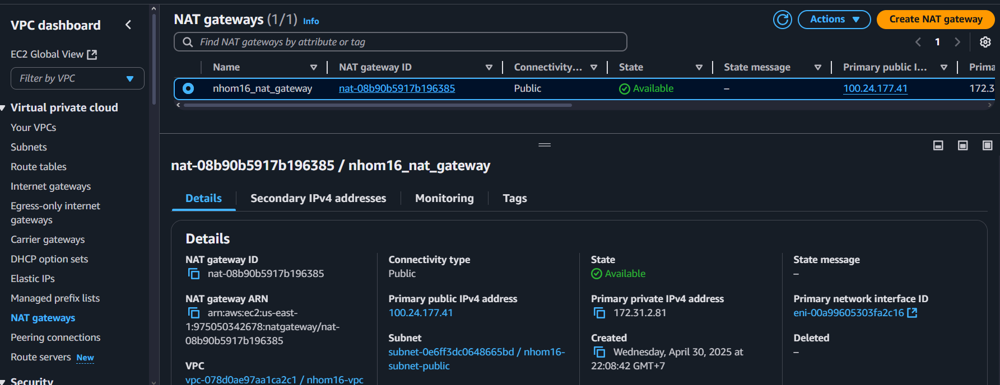 VPC dashboard
EC2 Global View
Filter by VPC
Virtual private cloud
Your VPCs
Subnets
Route tables
Internet gateways
Egress-only internet
gateways
Carrier gateways
DHCP option sets
Elastic IPs
Managed prefix lists
NAT gateways
Peering connections
Route servers New
Security
NAT gateways (1/1) Info
Actions
Create NAT gateway
Find NAT gateways by attribute or tag
1
Name NAT gateway ID Connectivity... State State message Primary public I... Prima
nhom16_nat_gateway nat-08b90b5917b196385 Public Available – 100.24.177.41 172.3
nat-08b90b5917b196385 / nhom16_nat_gateway
Details Secondary IPv4 addresses Monitoring Tags
Details
NAT gateway ID
nat-08b90b5917b196385
NAT gateway ARN
arn:aws:ec2:us-east-
1:975050342678:natgateway/nat-
08b90b5917b196385
VPC
vpc-078d0ae97aa1ca2c1 / nhom16-vpc
Connectivity type
Public
Primary public IPv4 address
100.24.177.41
Subnet
subnet-0e6ff3dc0648665bd / nhom16-
subnet-public
State
Available
Primary private IPv4 address
172.31.2.81
Created
Wednesday, April 30, 2025 at
22:08:42 GMT+7
State message
–
Primary network interface ID
eni-00a99605303fa2c16
Deleted
–